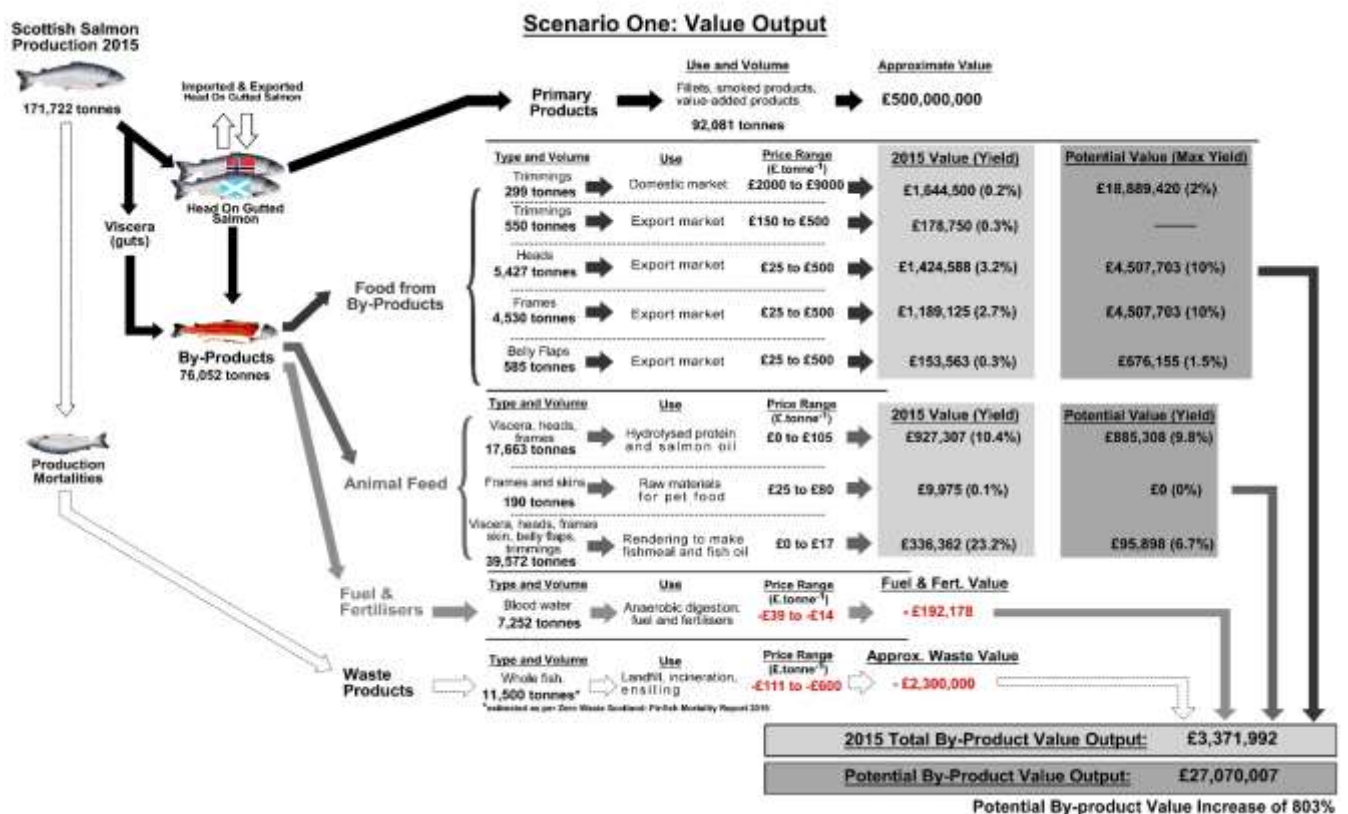 Scenario One: Value Output
Scottish Salmon
Production 2015
171,722 tonnes
Imported & Exported
Head On Gutted Salmon
Head On Gutted
Salmon
Viscera
(guts)
By-Products
76,052 tonnes
Production
Mortalities
Primary
Products
Use and Volume
Fillets, smoked products,
value-added products
92,081 tonnes
Approximate Value
£500,000,000
Food from
By-Products
Type and Volume
Use
Price Range
(£.tonne⁻¹)
2015 Value (Yield)
Potential Value (Max Yield)
Trimmings
299 tonnes
Domestic market
£2000 to £9000
£1,644,500 (0.2%)
£18,889,420 (2%)
Trimmings
550 tonnes
Export market
£150 to £500
£178,750 (0.3%)
Heads
5,427 tonnes
Export market
£25 to £500
£1,424,588 (3.2%)
£4,507,703 (10%)
Frames
4,530 tonnes
Export market
£25 to £500
£1,189,125 (2.7%)
£4,507,703 (10%)
Belly Flaps
585 tonnes
Export market
£25 to £500
£153,563 (0.3%)
£676,155 (1.5%)
Animal Feed
Type and Volume
Use
Price Range
(£.tonne⁻¹)
2015 Value (Yield)
Potential Value (Yield)
Viscera, heads,
frames
17,663 tonnes
Hydrolysed protein
and salmon oil
£0 to £105
£927,307 (10.4%)
£885,308 (9.8%)
Frames and skins
190 tonnes
Raw materials
for pet food
£25 to £80
£9,975 (0.1%)
£0 (0%)
Viscera, heads, frames
skin, belly flaps,
trimmings
39,572 tonnes
Rendering to make
fishmeal and fish oil
£0 to £17
£336,362 (23.2%)
£95,898 (6.7%)
Fuel &
Fertilisers
Type and Volume
Use
Price Range
(£.tonne⁻¹)
Fuel & Fert. Value
Blood water
7,252 tonnes
Anaerobic digestion:
fuel and fertilisers
-£39 to -£14
- £192,178
Waste
Products
Type and Volume
Use
Price Range
(£.tonne⁻¹)
Approx. Waste Value
Whole fish
11,500 tonnes*
Landfill, incineration,
ensiling
-£111 to -£600
- £2,300,000
*estimated as per Zero Waste Scotland: Finfish Mortality Report 2016
2015 Total By-Product Value Output: £3,371,992
Potential By-Product Value Output: £27,070,007
Potential By-product Value Increase of 803%